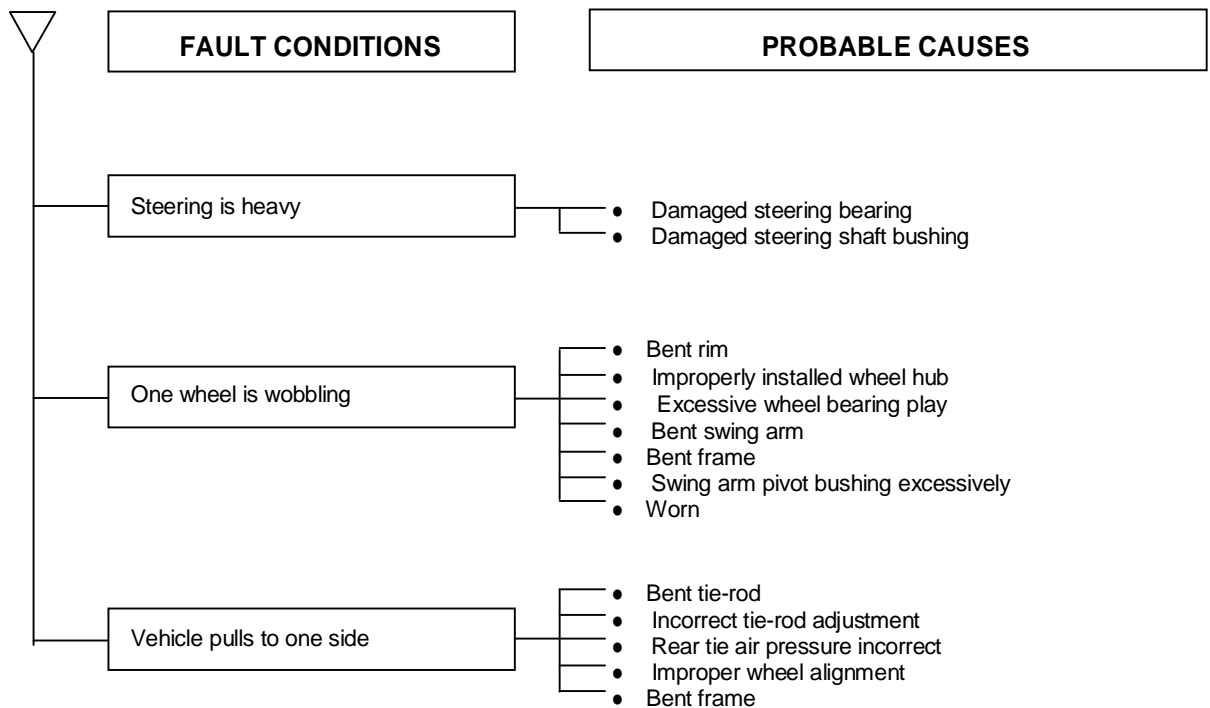 FAULT CONDITIONS
PROBABLE CAUSES
Steering is heavy
● Damaged steering bearing
● Damaged steering shaft bushing
One wheel is wobbling
● Bent rim
● Improperly installed wheel hub
● Excessive wheel bearing play
● Bent swing arm
● Bent frame
● Swing arm pivot bushing excessively
● Worn
Vehicle pulls to one side
● Bent tie-rod
● Incorrect tie-rod adjustment
● Rear tie air pressure incorrect
● Improper wheel alignment
● Bent frame